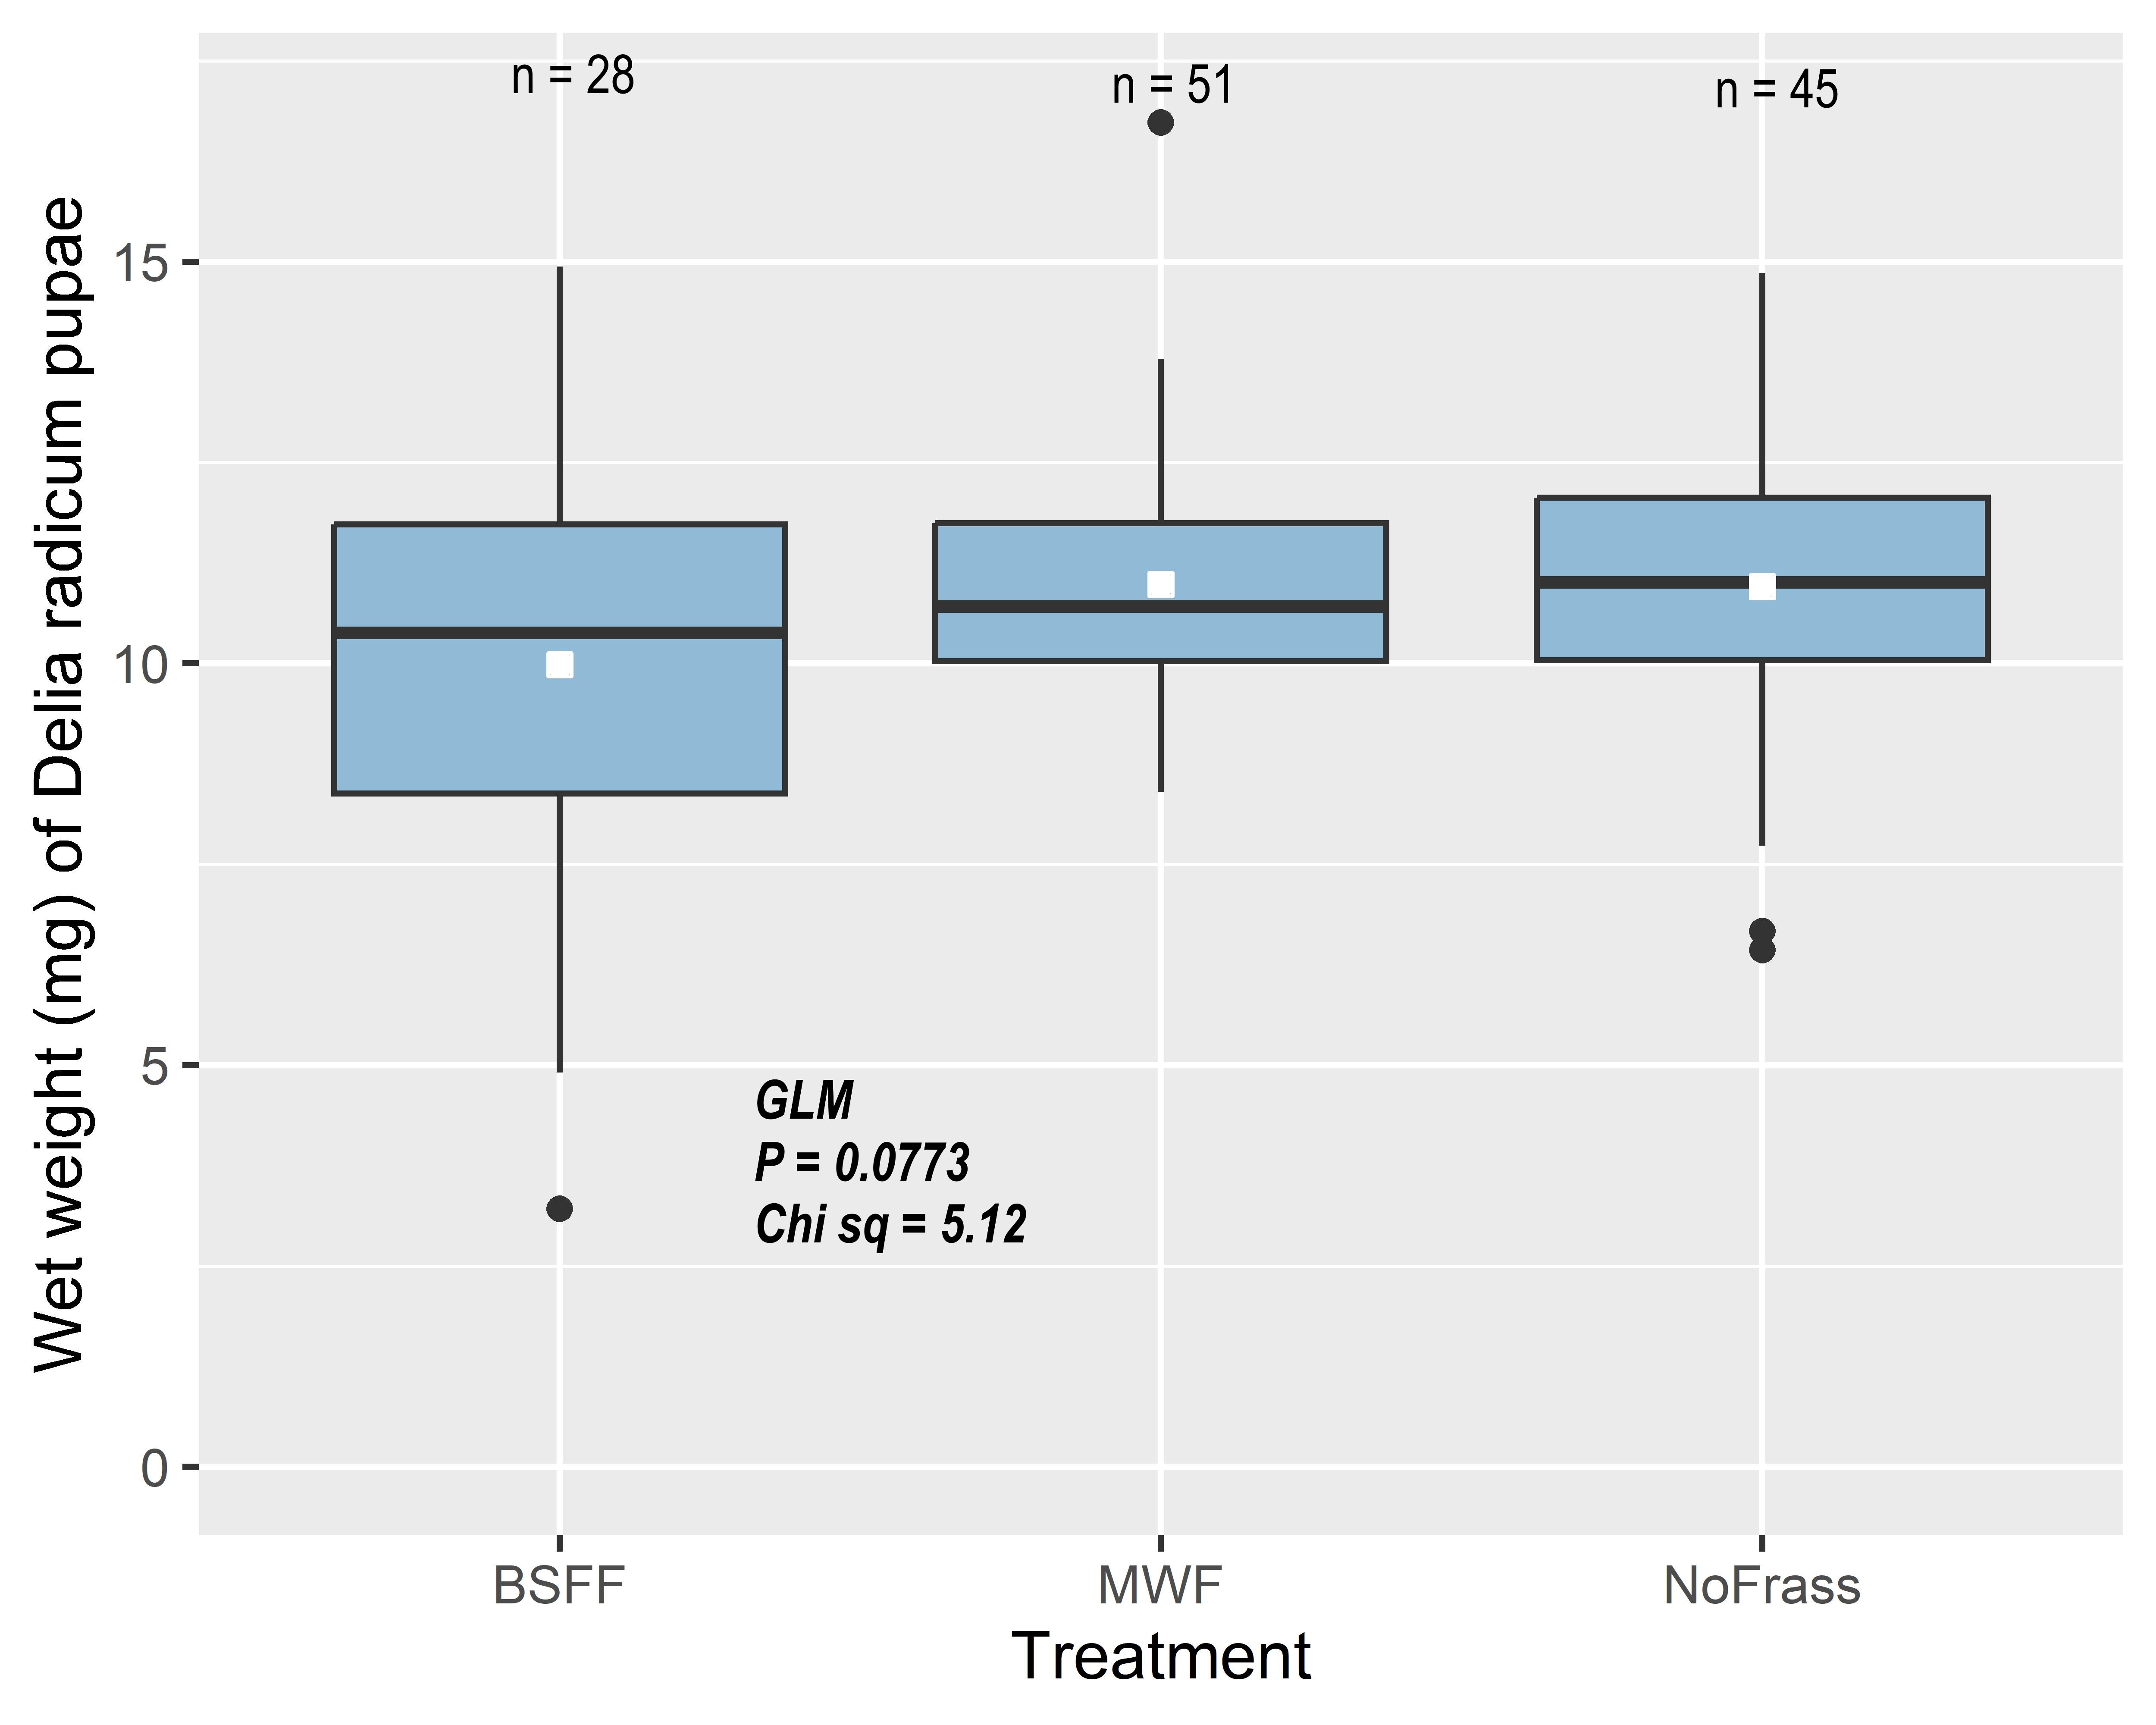 n = 28
n = 51
n = 45
Wet weight (mg) of Delia radicum pupae
15
10
5
0
GLM
P = 0.0773
Chi sq = 5.12
BSFF
MWF
NoFrass
Treatment